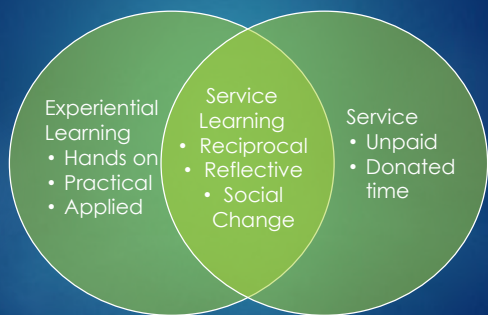 Experiential
Learning
• Hands on
• Practical
• Applied
Service
Learning
• Reciprocal
• Reflective
• Social
Change
Service
• Unpaid
• Donated
time